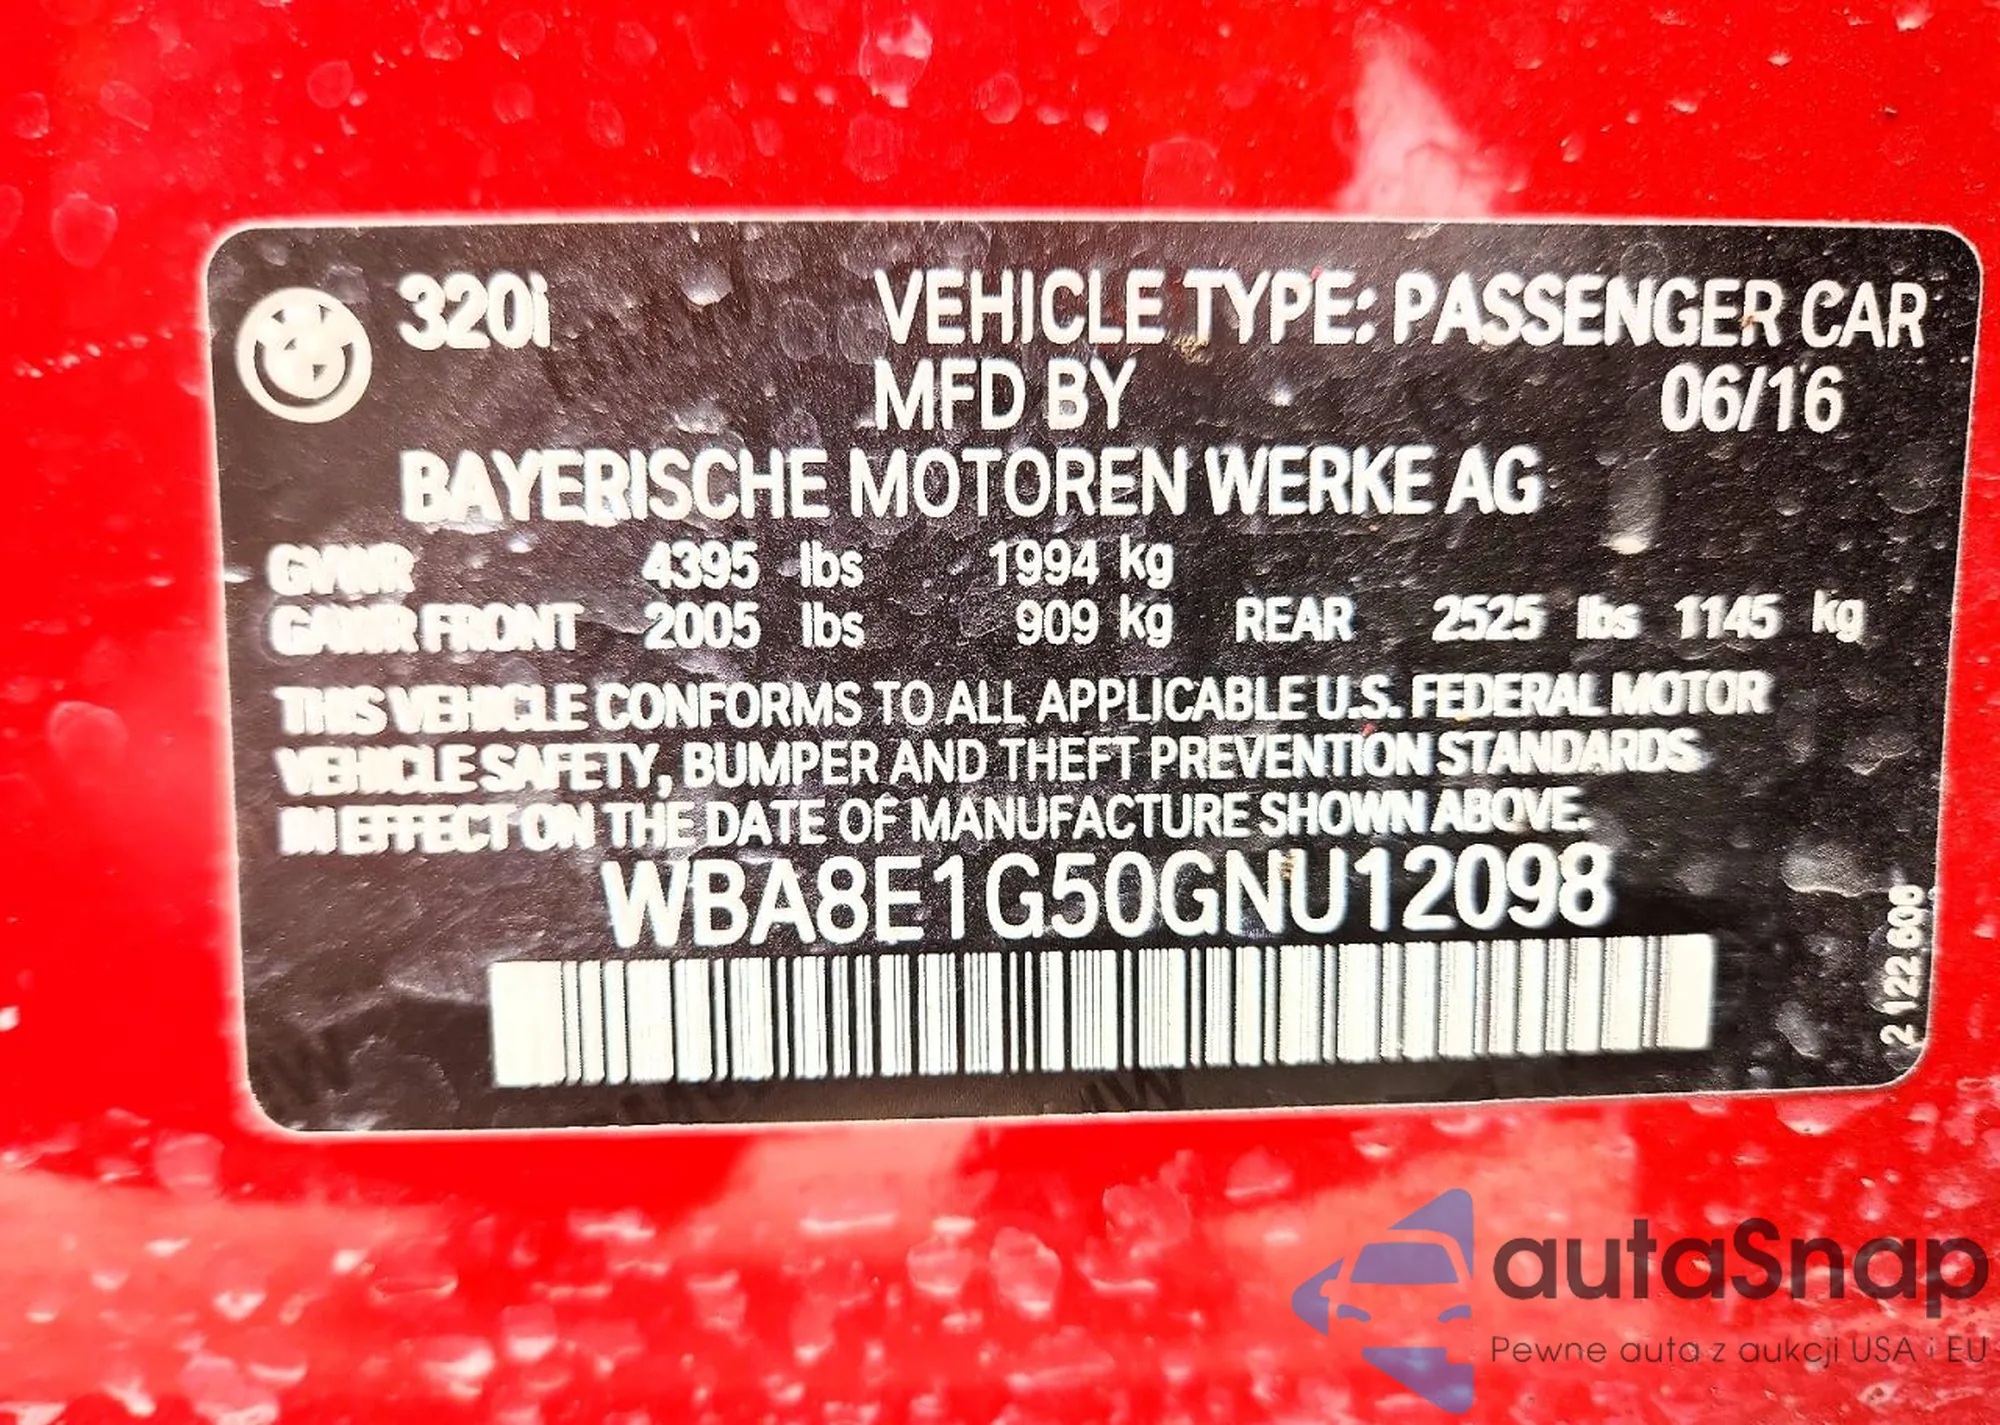 320i VEHICLE TYPE: PASSENGER CAR
MFD BY 06/16
BAYERISCHE MOTOREN WERKE AG
GVWR 4395 lbs 1994 kg
GAWR FRONT 2005 lbs 909 kg REAR 2525 lbs 1145 kg
THIS VEHICLE CONFORMS TO ALL APPLICABLE U.S. FEDERAL MOTOR
VEHICLE SAFETY, BUMPER AND THEFT PREVENTION STANDARDS
IN EFFECT ON THE DATE OF MANUFACTURE SHOWN ABOVE.
WBA8E1G50GNU12098
2 122 606
autaSnap
Pewne auta z aukcji USA i EU